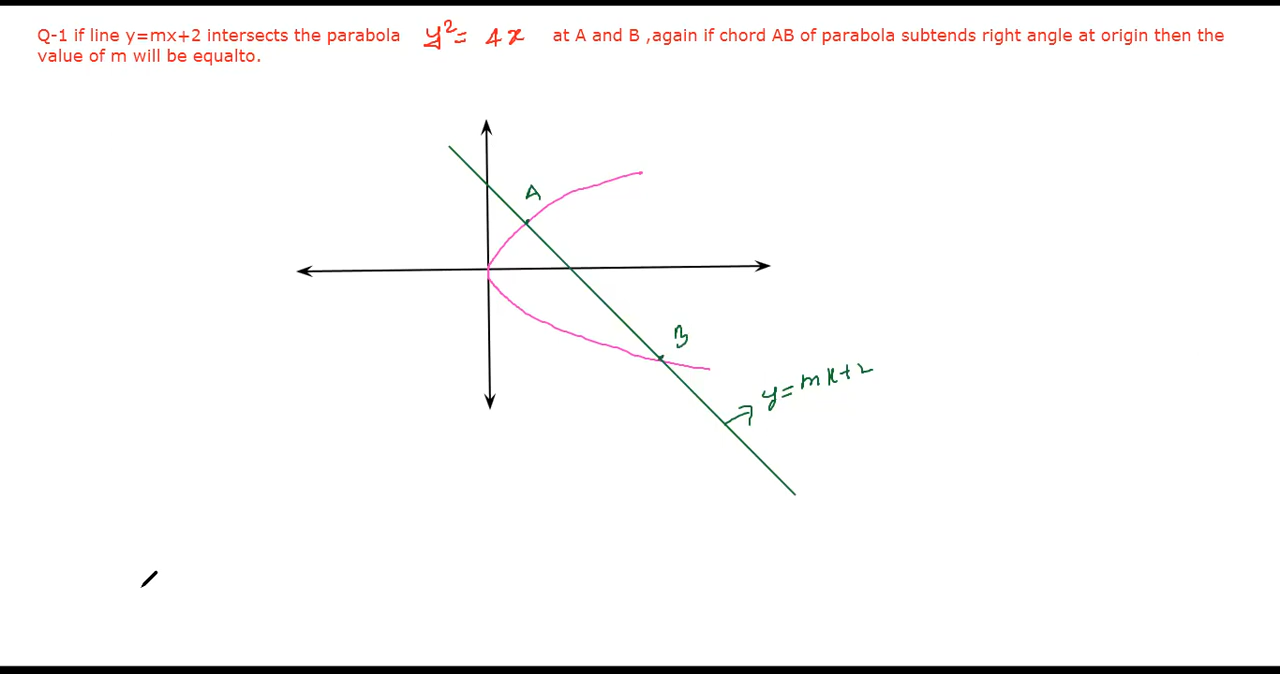 Q-1 if line y=mx+2 intersects the parabola y²= 4x at A and B ,again if chord AB of parabola subtends right angle at origin then the
value of m will be equalto.
A
B
y=mx+2